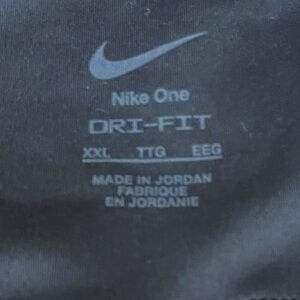 Nike One
DRI-FIT
XXL TTG EEG
MADE IN JORDAN
FABRIQUE
EN JORDANIE